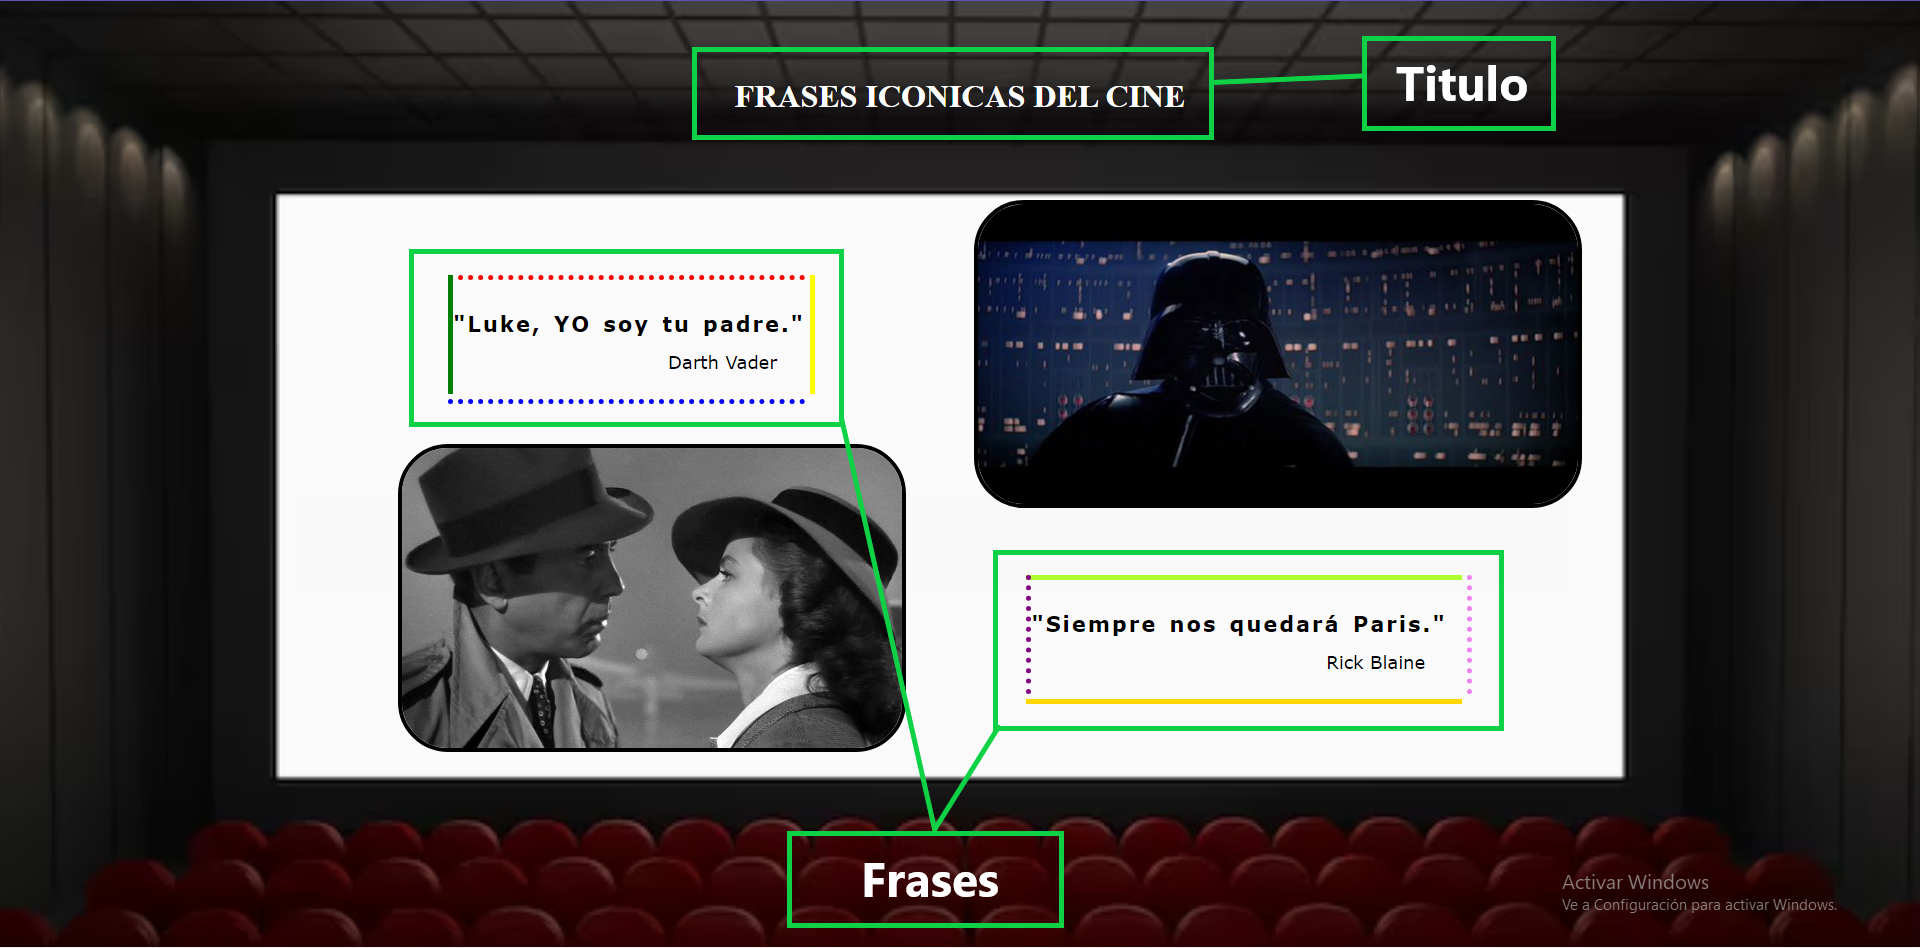 FRASES ICONICAS DEL CINE
Titulo
"Luke, YO soy tu padre."
Darth Vader
"Siempre nos quedará Paris."
Rick Blaine
Frases
Activar Windows
Ve a Configuración para activar Windows.